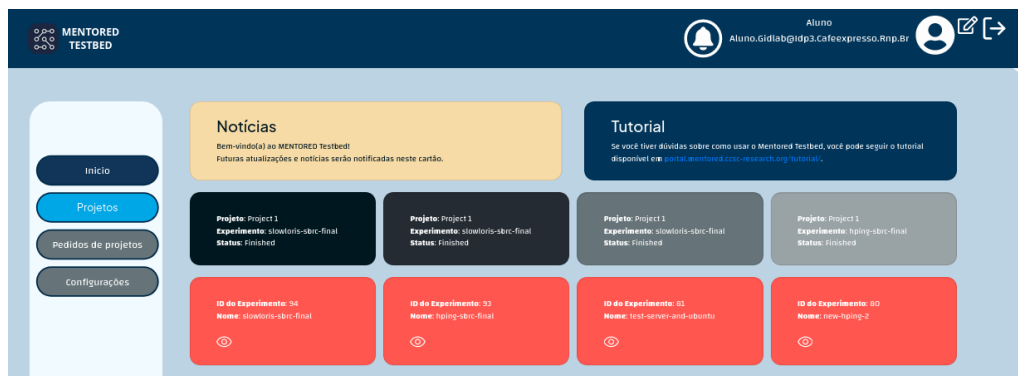 MENTORED
TESTBED
Aluno
Aluno.Gidlab@Idp3.Cafeexpresso.Rnp.Br
Início
Projetos
Pedidos de projetos
Configurações
Notícias
Bem-vindo(a) ao MENTORED Testbed!
Futuras atualizações e notícias serão notificadas neste cartão.
Tutorial
Se você tiver dúvidas sobre como usar o Mentored Testbed, você pode seguir o tutorial
disponível em portal.mentored.ccsc-research.org/tutorial/.
Projeto: Project 1
Experimento: slowloris-sbrc-final
Status: Finished
Projeto: Project 1
Experimento: slowloris-sbrc-final
Status: Finished
Projeto: Project 1
Experimento: slowloris-sbrc-final
Status: Finished
Projeto: Project 1
Experimento: hping-sbrc-final
Status: Finished
ID do Experimento: 94
Nome: slowloris-sbrc-final
ID do Experimento: 93
Nome: hping-sbrc-final
ID do Experimento: 81
Nome: test-server-and-ubuntu
ID do Experimento: 80
Nome: new-hping-2